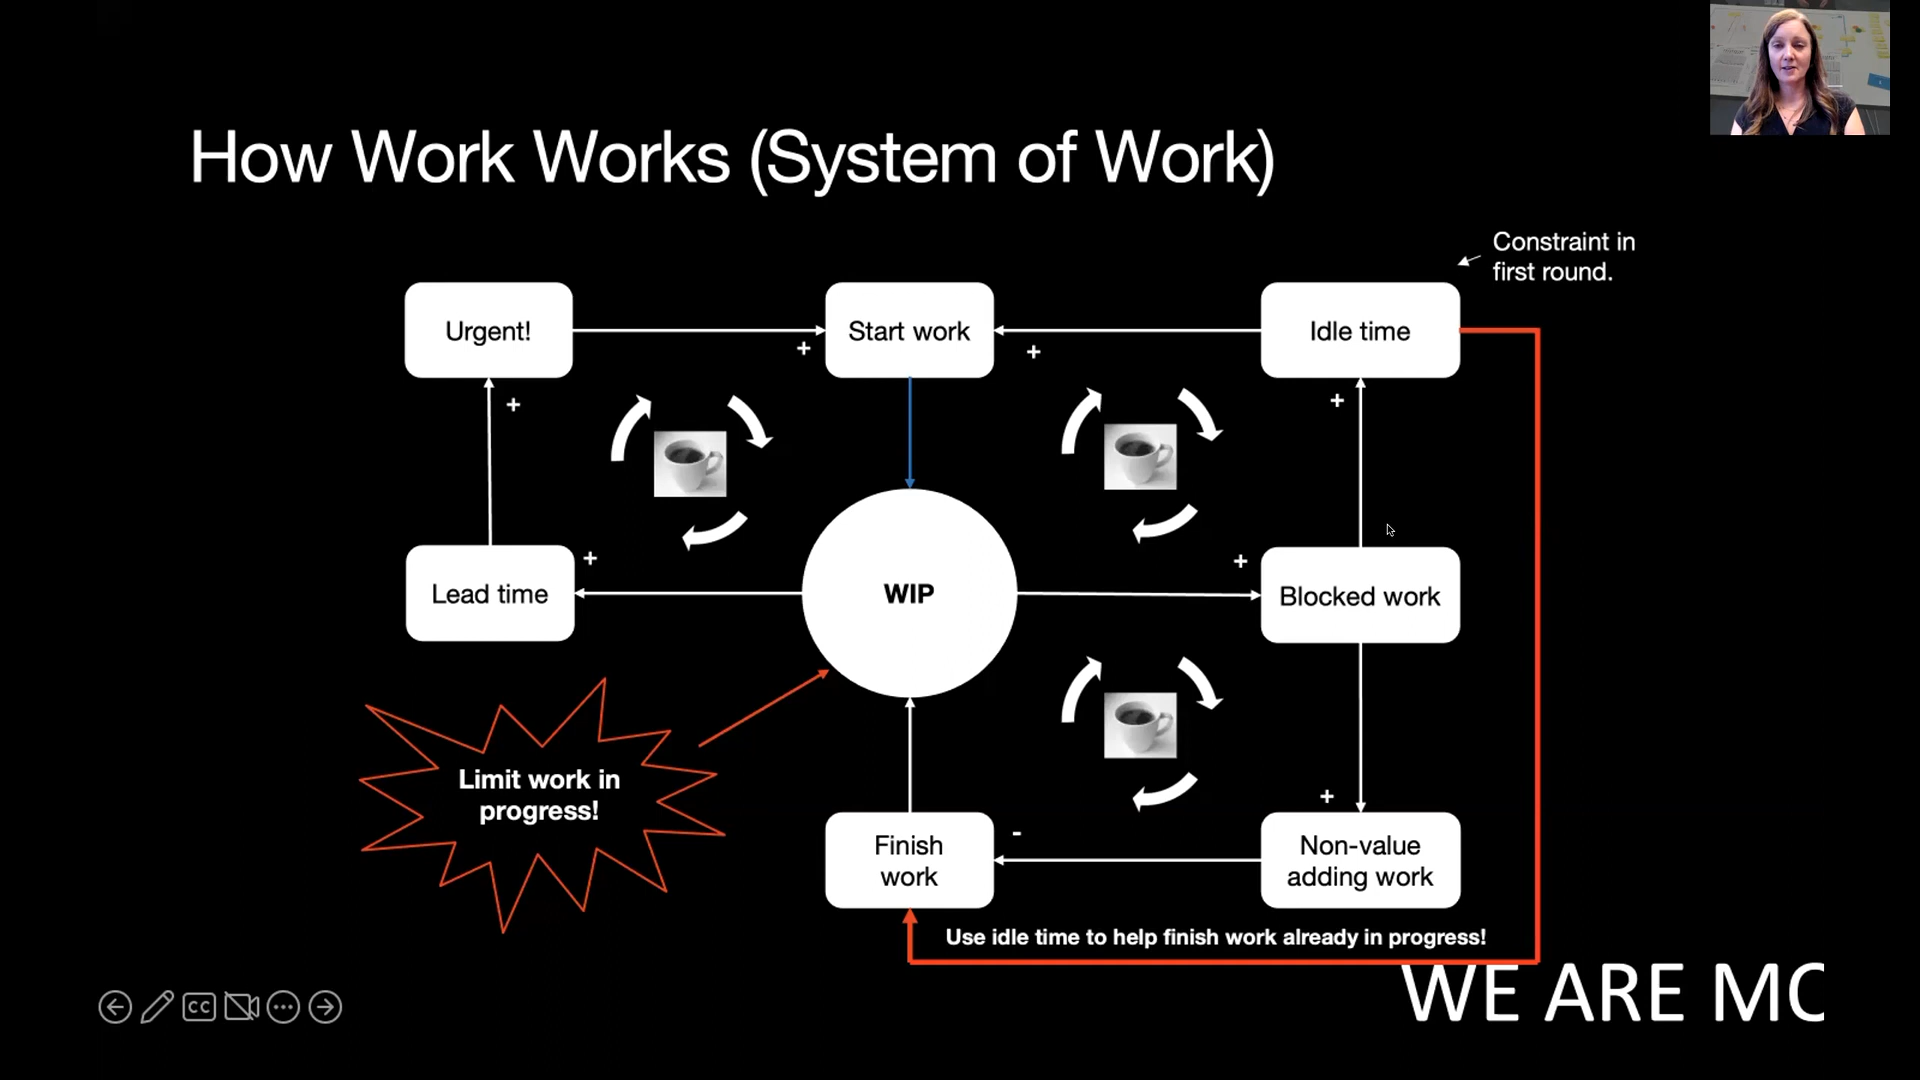 How Work Works (System of Work)
Constraint in
first round.
Urgent!
Start work
Idle time
+
+
+
+
Lead time
+
WIP
+
Blocked work
Limit work in
progress!
+
Finish
work
-
Non-value
adding work
Use idle time to help finish work already in progress!
WE ARE MC
CC